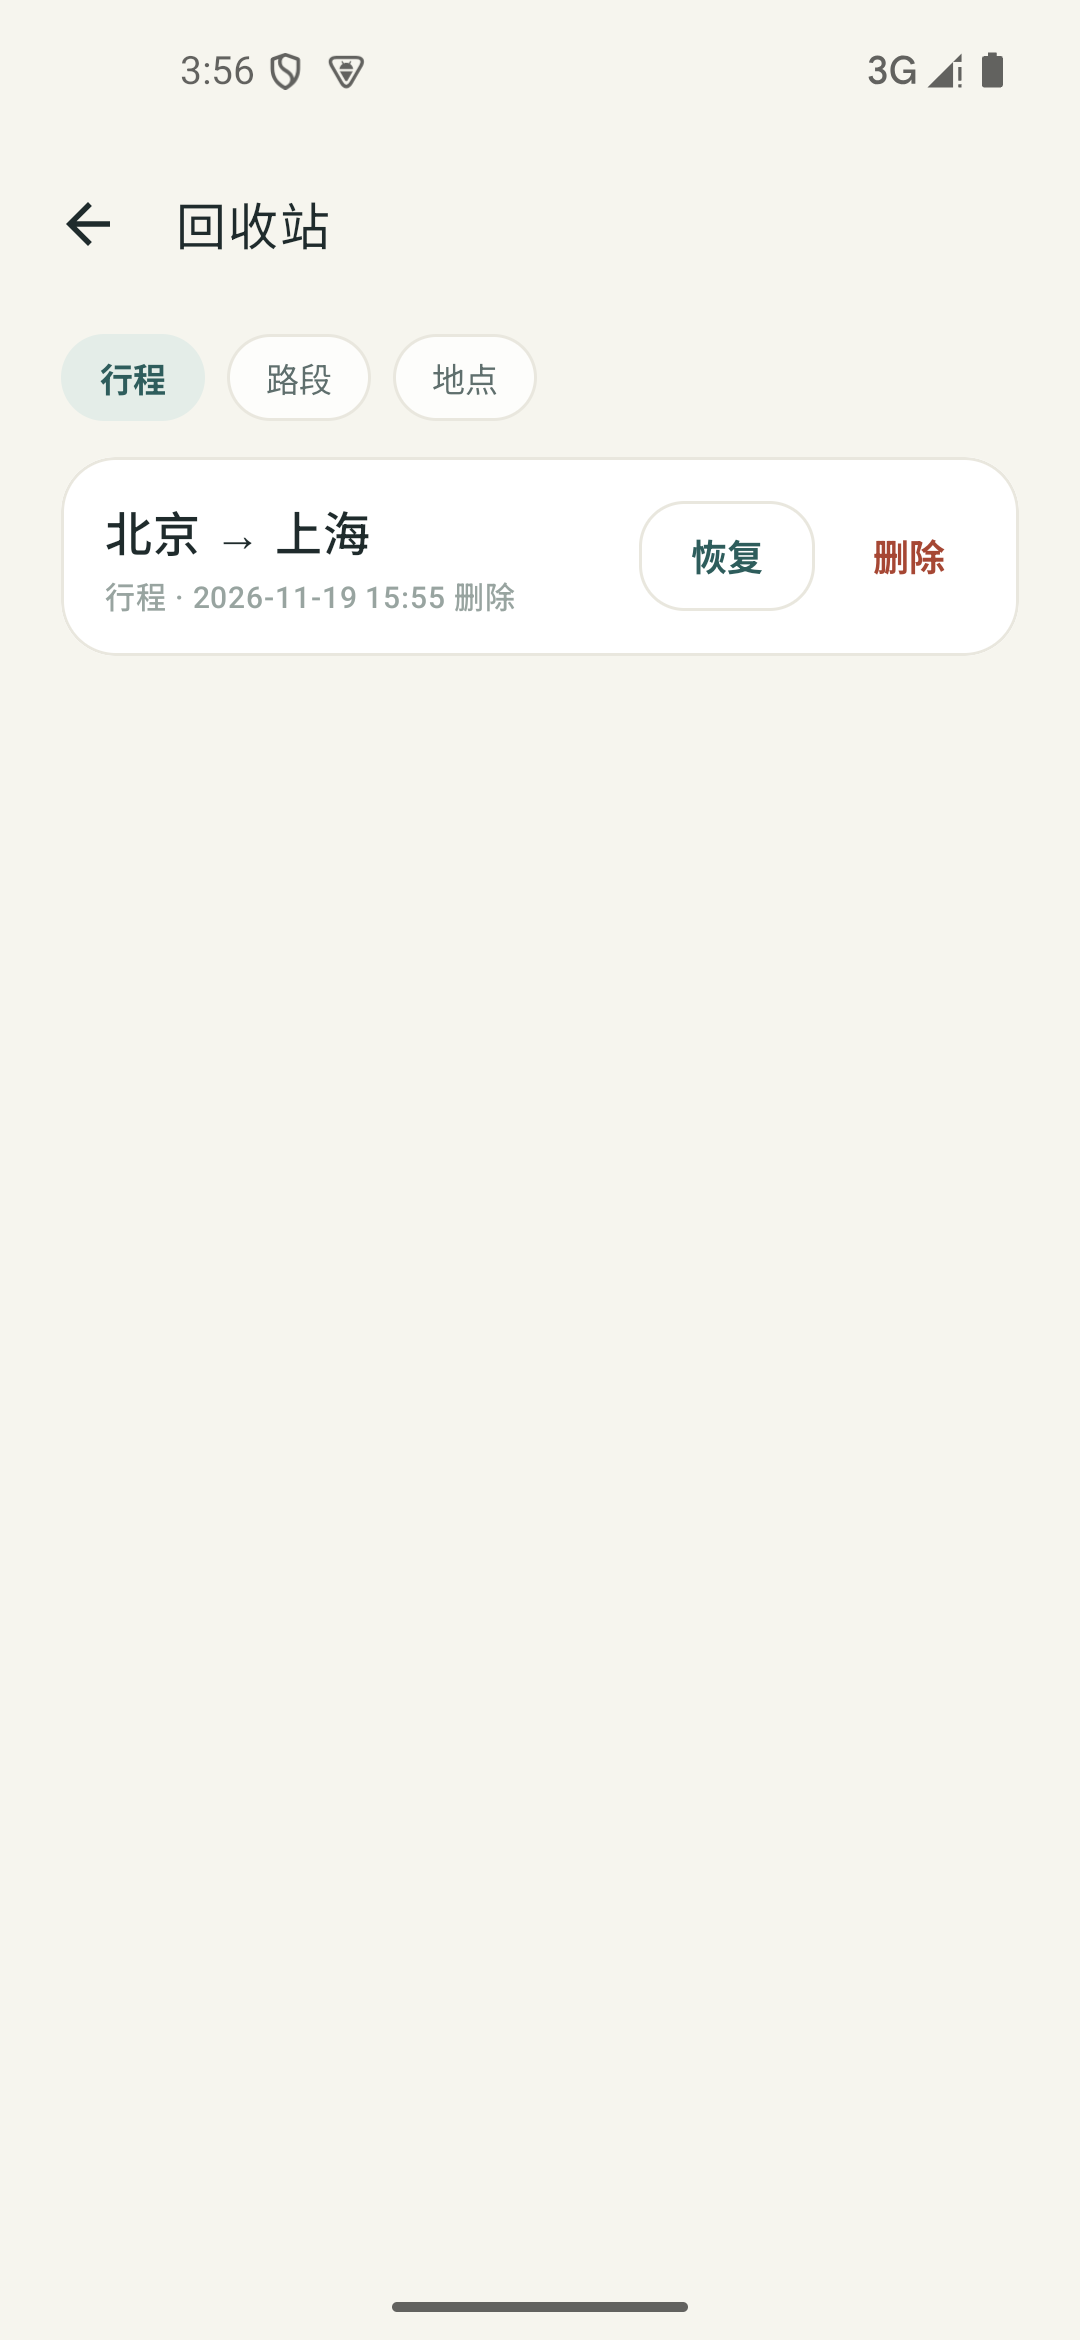 3:56 3G
回收站
行程 路段 地点
北京 → 上海
行程 · 2026-11-19 15:55 删除
恢复 删除